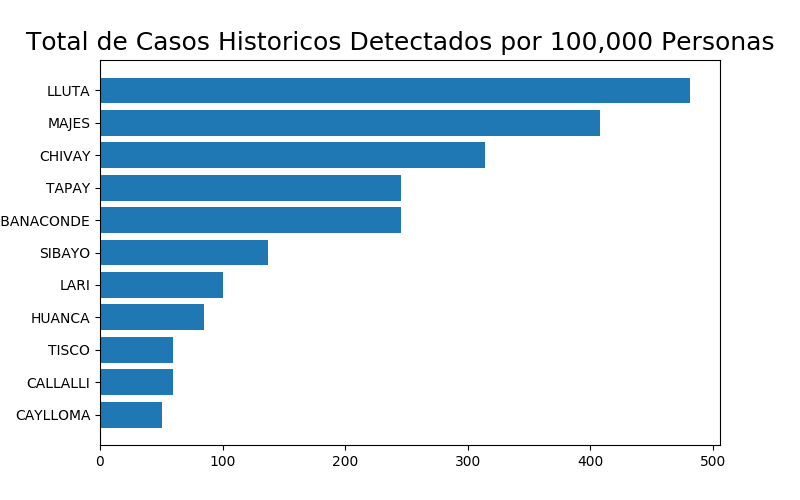 Total de Casos Historicos Detectados por 100,000 Personas
LLUTA
MAJES
CHIVAY
TAPAY
BANACONDE
SIBAYO
LARI
HUANCA
TISCO
CALLALLI
CAYLLOMA
0 100 200 300 400 500